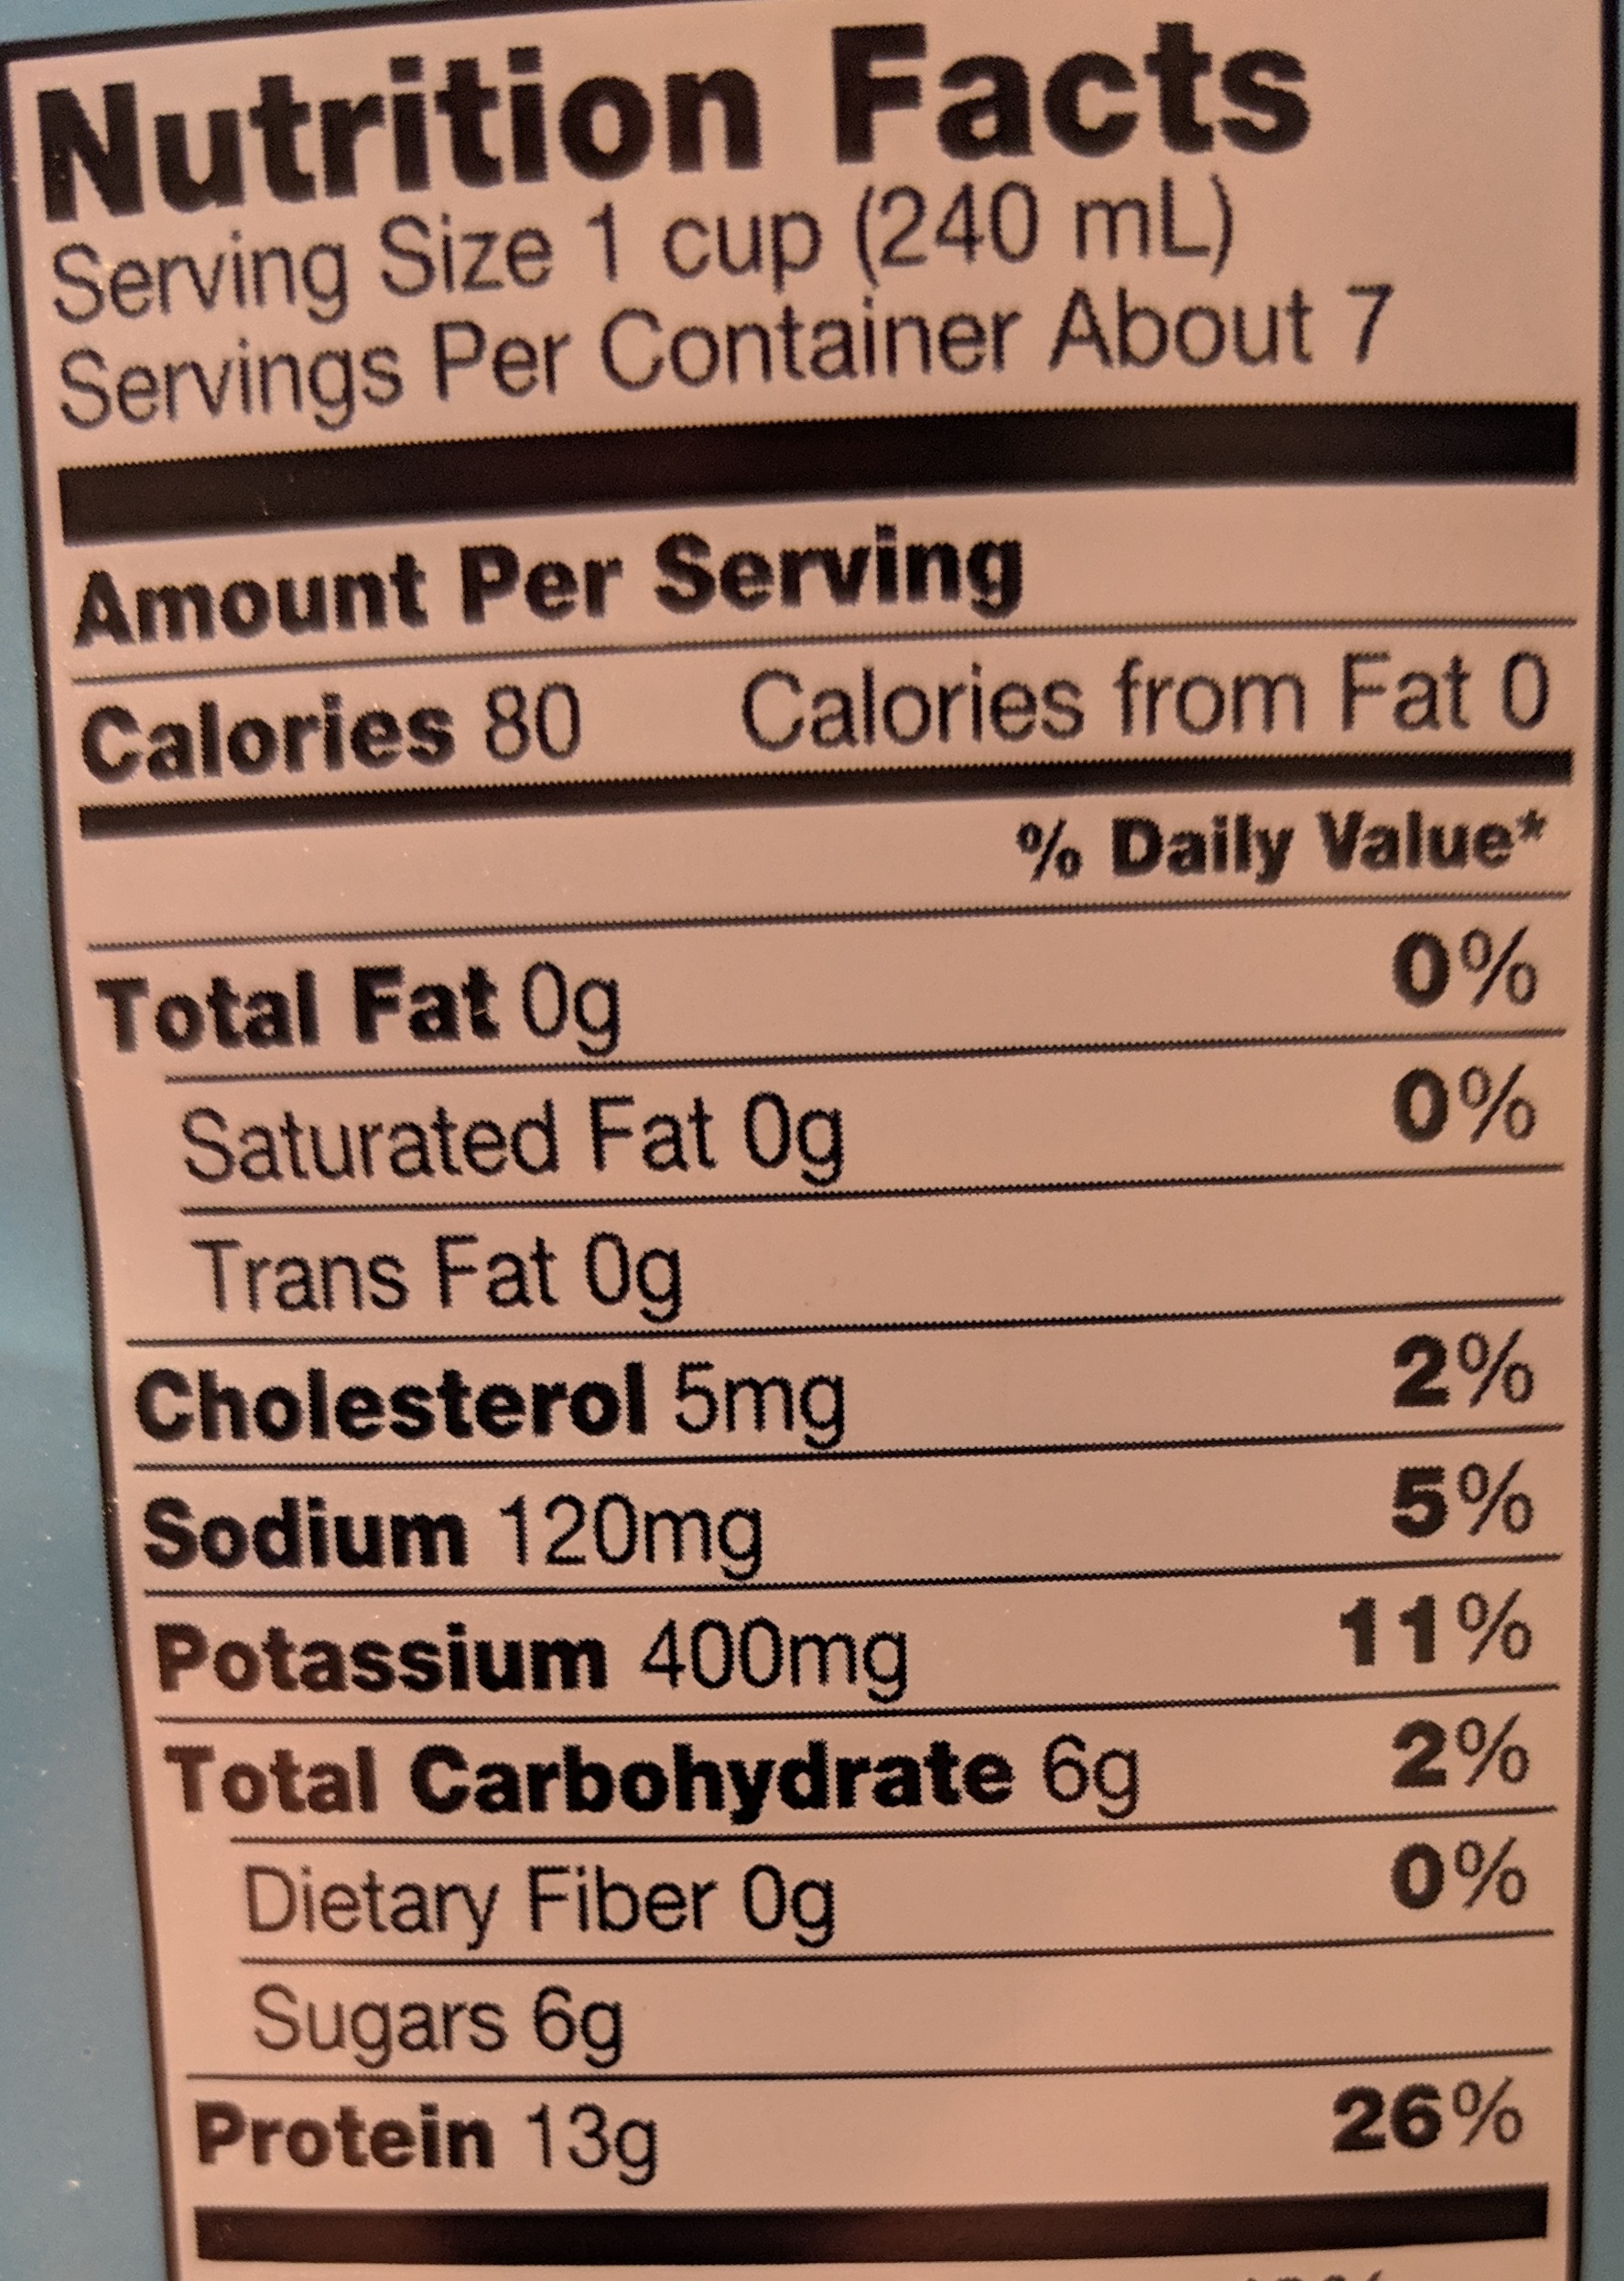 Nutrition Facts
Serving Size 1 cup (240 mL)
Servings Per Container About 7
Amount Per Serving
Calories 80 Calories from Fat 0
% Daily Value*
Total Fat 0g 0%
Saturated Fat 0g 0%
Trans Fat 0g
Cholesterol 5mg 2%
Sodium 120mg 5%
Potassium 400mg 11%
Total Carbohydrate 6g 2%
Dietary Fiber 0g 0%
Sugars 6g
Protein 13g 26%